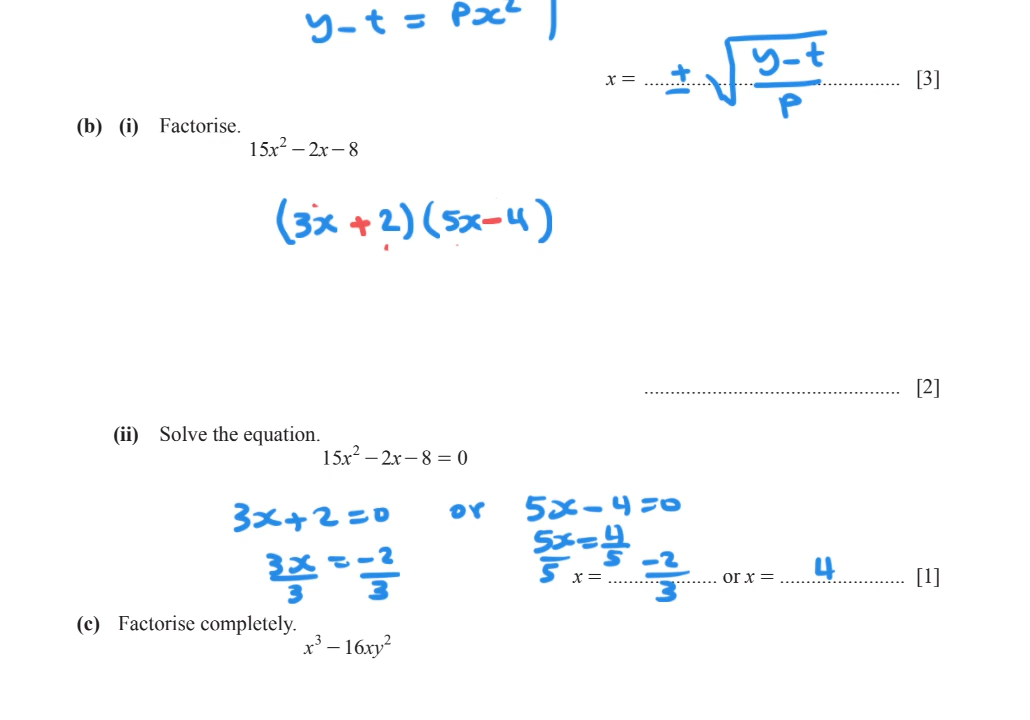 y-t = px²
x = ± √((y-t)/p) [3]
(b) (i) Factorise.
15x² – 2x – 8
(3x + 2)(5x – 4)
[2]
(ii) Solve the equation.
15x² – 2x – 8 = 0
3x + 2 = 0 or 5x – 4 = 0
3x/3 = -2/3 5x/5 = 4/5
x = -2/3 or x = 4 [1]
(c) Factorise completely.
x³ – 16xy²